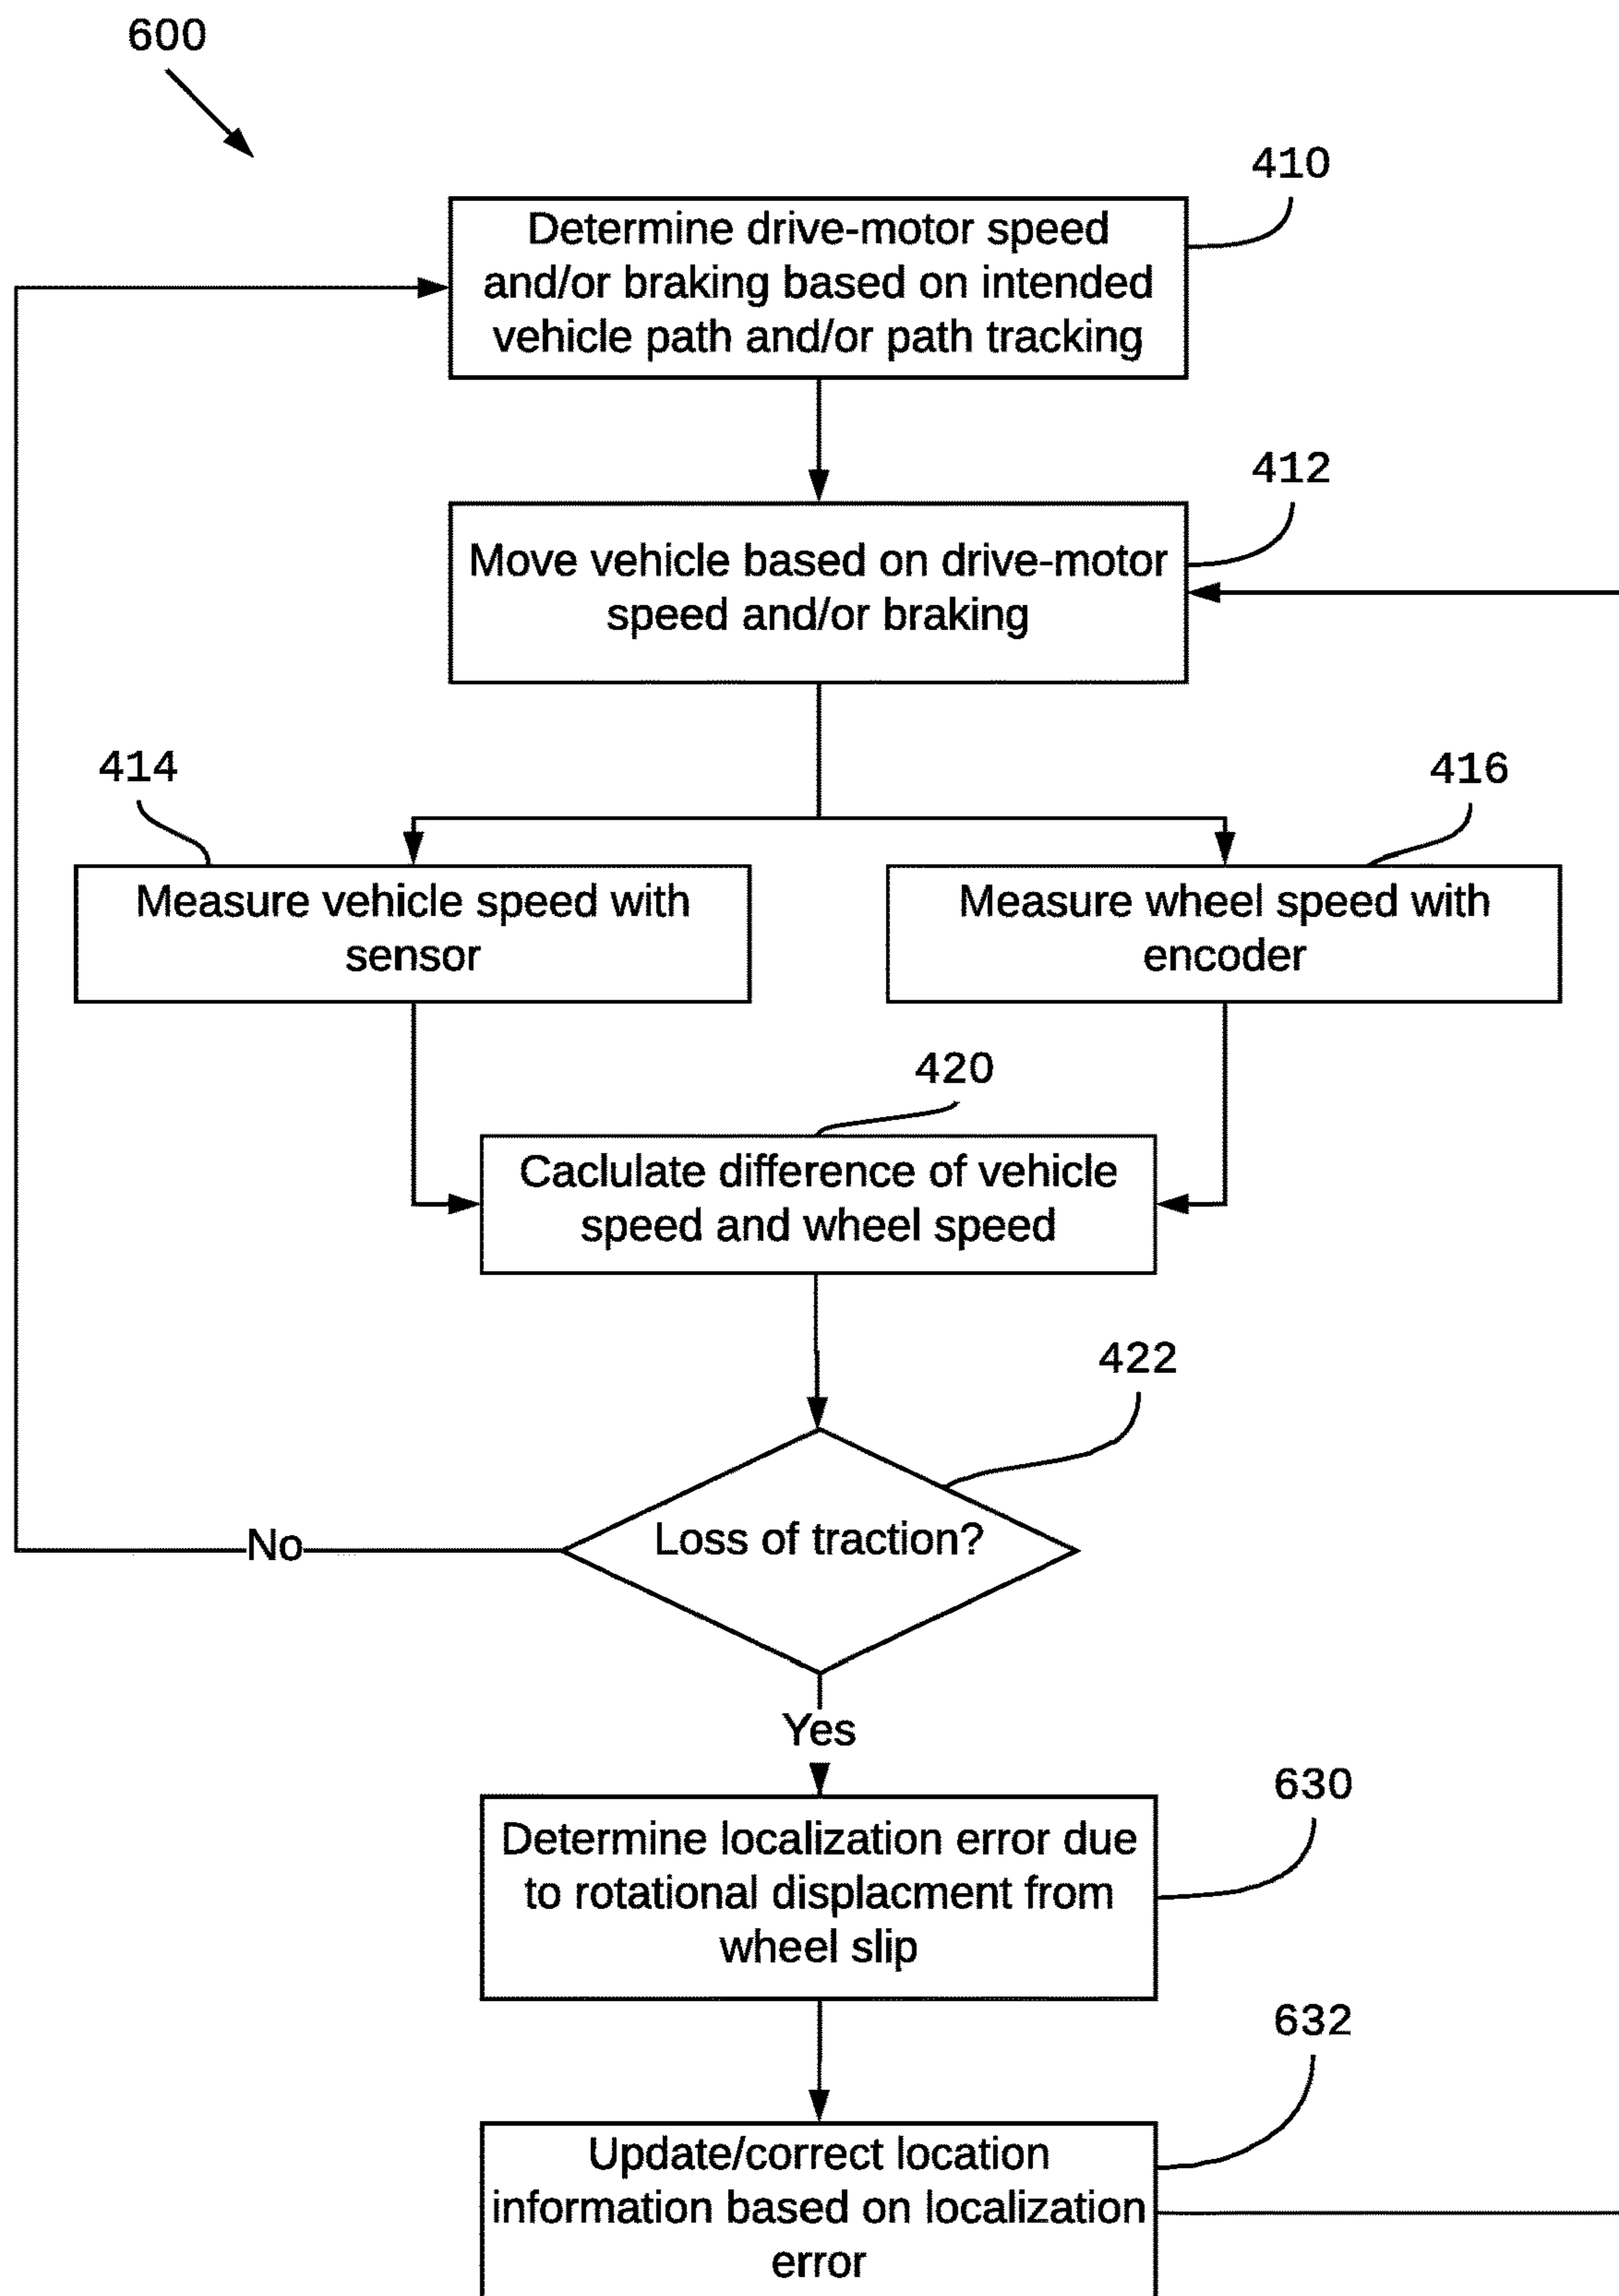 600
410
Determine drive-motor speed
and/or braking based on intended
vehicle path and/or path tracking
412
Move vehicle based on drive-motor
speed and/or braking
414
416
Measure vehicle speed with
sensor
Measure wheel speed with
encoder
420
Caclulate difference of vehicle
speed and wheel speed
422
Loss of traction?
No
Yes
630
Determine localization error due
to rotational displacment from
wheel slip
632
Update/correct location
information based on localization
error